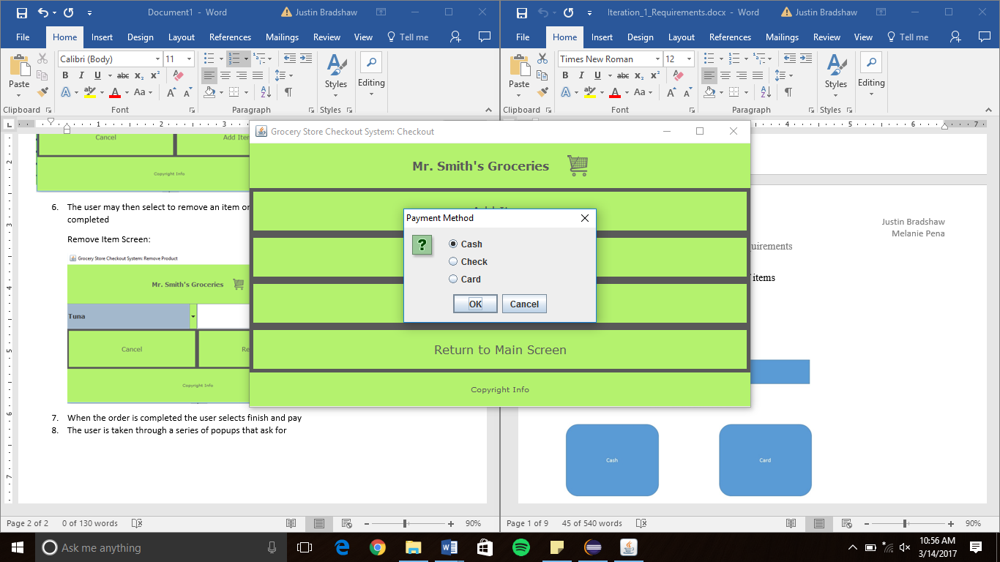 Document1 - Word
Justin Bradshaw
File
Home
Insert
Design
Layout
References
Mailings
Review
View
Tell me
Paste
Calibri (Body)
11
Styles
Editing
Clipboard
Font
Paragraph
Styles
Iteration_1_Requirements.docx - Word
Justin Bradshaw
File
Home
Insert
Design
Layout
References
Mailings
Review
View
Tell me
Paste
Times New Roman
12
Styles
Editing
Clipboard
Font
Paragraph
Styles
Cancel
Add Item
Copyright Info
6. The user may then select to remove an item or
completed
Remove Item Screen:
Grocery Store Checkout System: Remove Product
Mr. Smith's Groceries
Tuna
Cancel
Re
Copyright Info
7. When the order is completed the user selects finish and pay
8. The user is taken through a series of popups that ask for
Grocery Store Checkout System: Checkout
Mr. Smith's Groceries
Payment Method
Cash
Check
Card
OK
Cancel
Return to Main Screen
Copyright Info
Justin Bradshaw
Melanie Pena
uirements
items
Cash
Card
Page 2 of 2
0 of 130 words
90%
Page 1 of 9
45 of 540 words
90%
Ask me anything
10:56 AM
3/14/2017